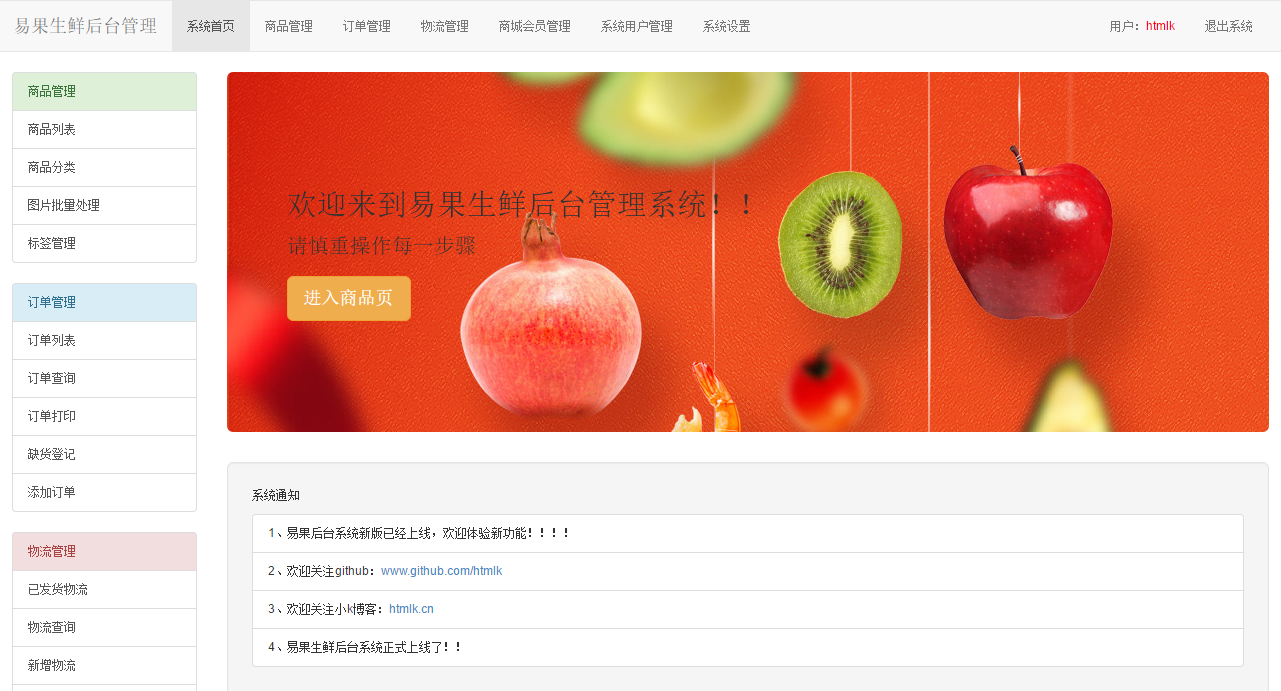 易果生鲜后台管理 系统首页 商品管理 订单管理 物流管理 商城会员管理 系统用户管理 系统设置 用户：htmlk 退出系统
商品管理
商品列表
商品分类
图片批量处理
标签管理
订单管理
订单列表
订单查询
订单打印
缺货登记
添加订单
物流管理
已发货物流
物流查询
新增物流
欢迎来到易果生鲜后台管理系统！！
请慎重操作每一步骤
进入商品页
系统通知
1、易果后台系统新版已经上线，欢迎体验新功能！！！！
2、欢迎关注github：www.github.com/htmlk
3、欢迎关注小k博客：htmlk.cn
4、易果生鲜后台系统正式上线了！！